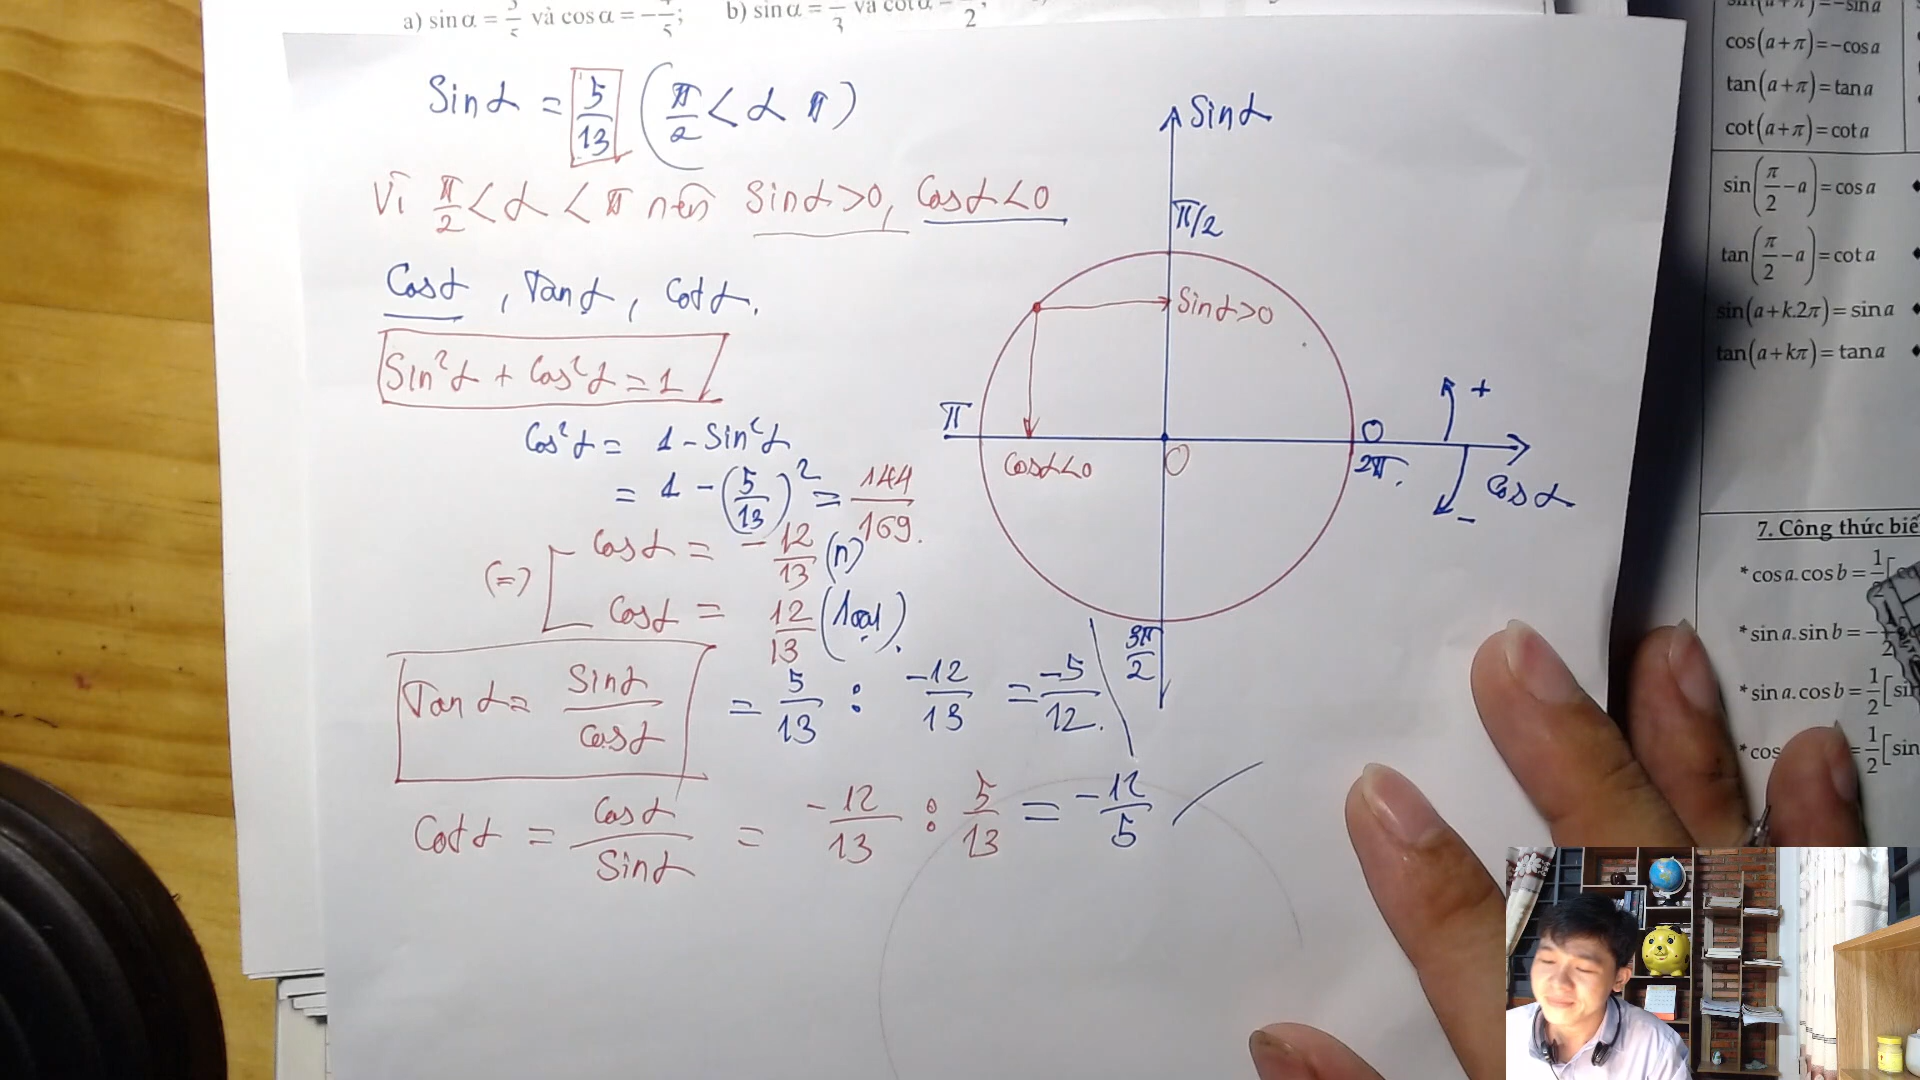 a) sin α = 3/5 và cos α = −4/5; b) sin α = /3 và cot α = /2;
Sin α = 5/13 (π/2 < α π)
Vì π/2 < α < π nên Sin α > 0, Cos α < 0
Cos α, Tan α, Cot α.
Sin²α + Cos²α = 1
Cos²α = 1 - Sin²α
= 1 - (5/13)² = 144/169.
(=) [ Cos α = -12/13 (n)
Cos α = 12/13 (loại).
Tan α = Sin α/Cos α = 5/13 : -12/13 = -5/12.
Cot α = Cos α/Sin α = -12/13 : 5/13 = -12/5
Sin α
π/2
Sin α > 0
π
Cos α < 0
O
O
2π.
+
-
Cos α
3π/2
sin(a+π)=−sin a
cos(a+π)=−cos a
tan(a+π)=tan a
cot(a+π)=cot a
sin(π/2−a)=cos a
tan(π/2−a)=cot a
sin(a+k.2π)=sin a
tan(a+kπ)=tan a
7. Công thức biế
*cos a.cos b=1/2[
*sin a.sin b=−1/2
*sin a.cos b=1/2[sin
*cos =1/2[sin